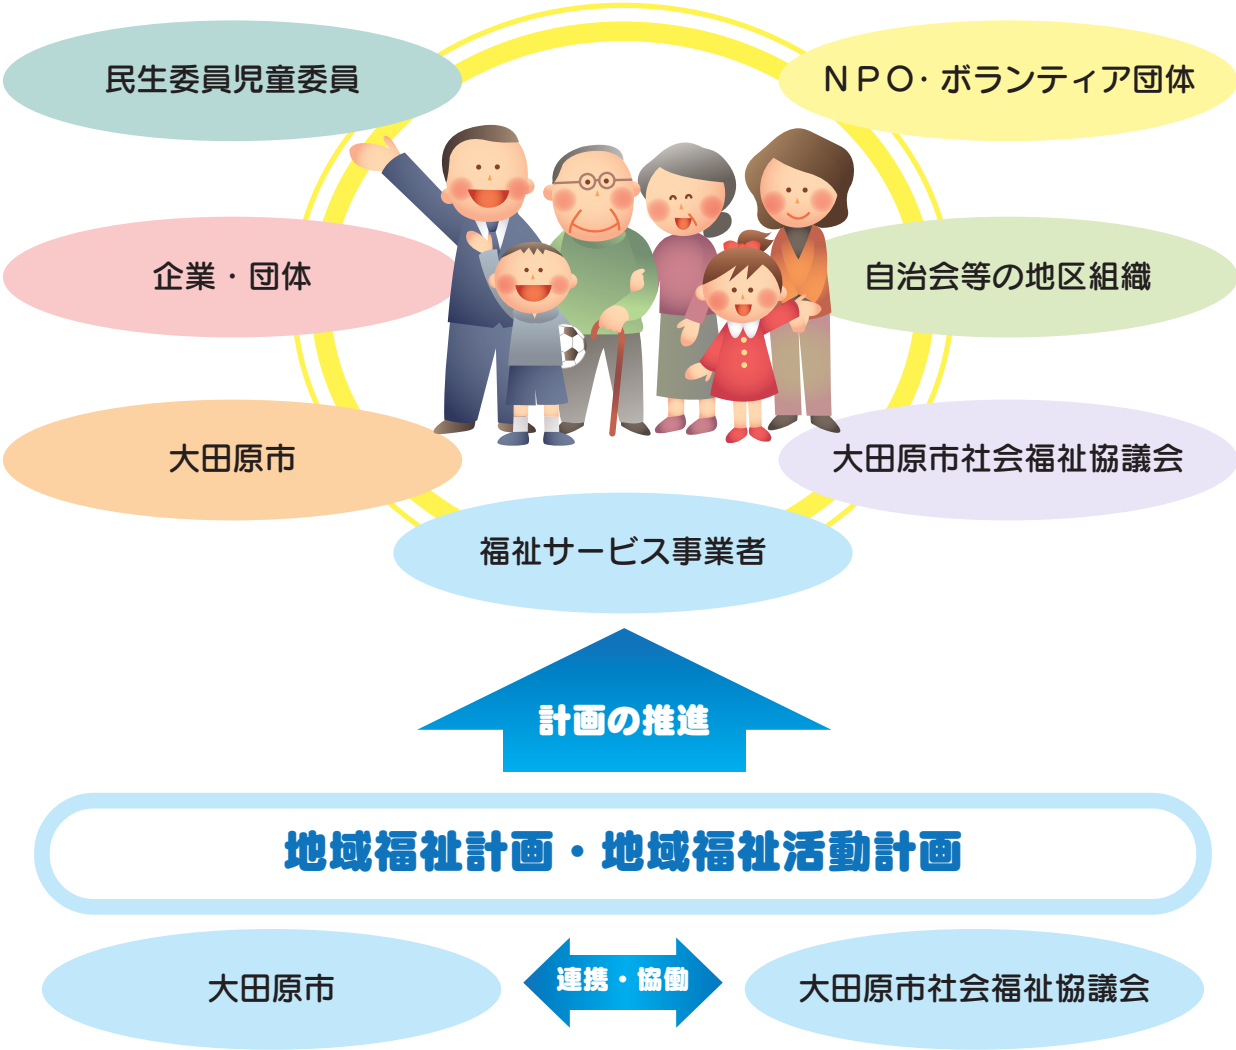 民生委員児童委員
ＮＰＯ・ボランティア団体
企業・団体
自治会等の地区組織
大田原市
大田原市社会福祉協議会
福祉サービス事業者
計画の推進
地域福祉計画・地域福祉活動計画
大田原市
連携・協働
大田原市社会福祉協議会